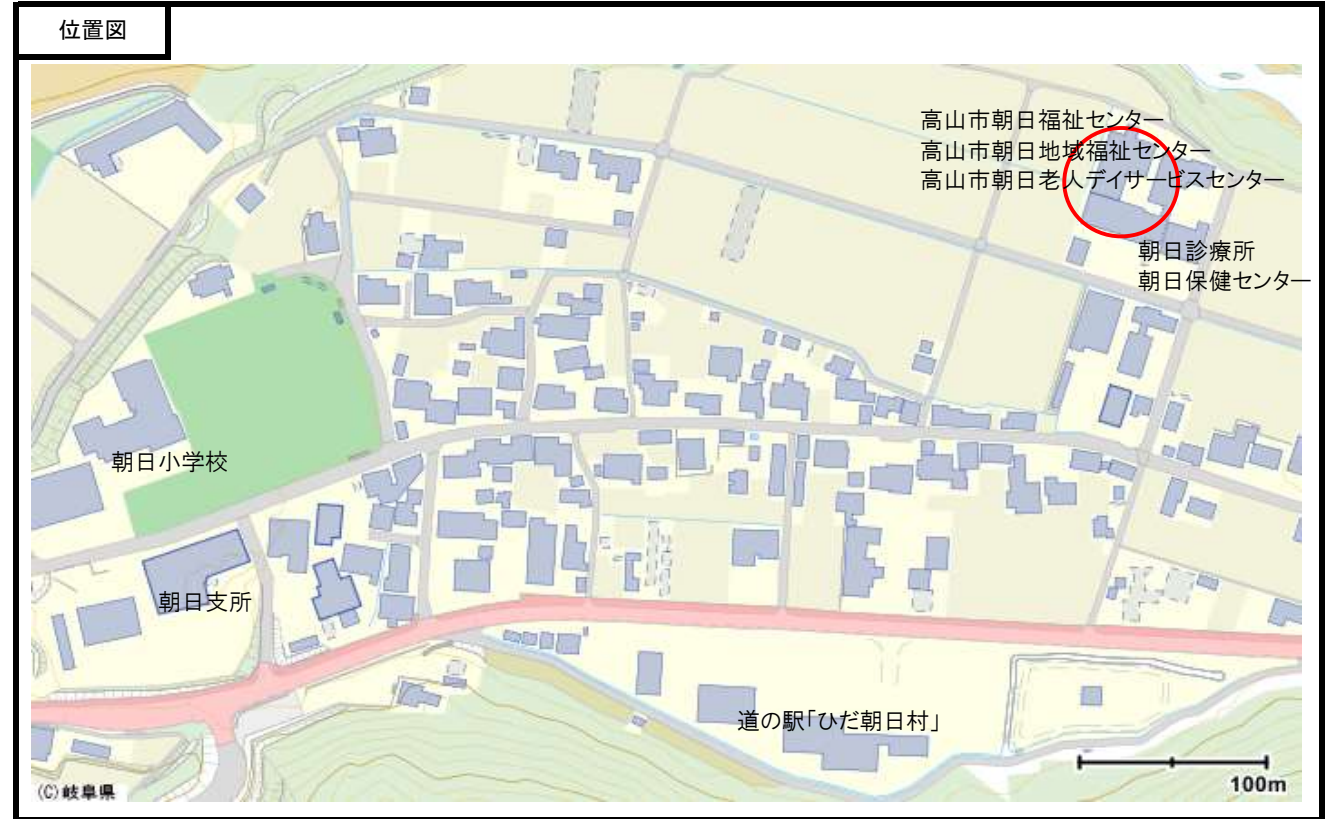 位置図
高山市朝日福祉センター
高山市朝日地域福祉センター
高山市朝日老人デイサービスセンター
朝日診療所
朝日保健センター
朝日小学校
朝日支所
道の駅「ひだ朝日村」
(C)岐阜県
100m